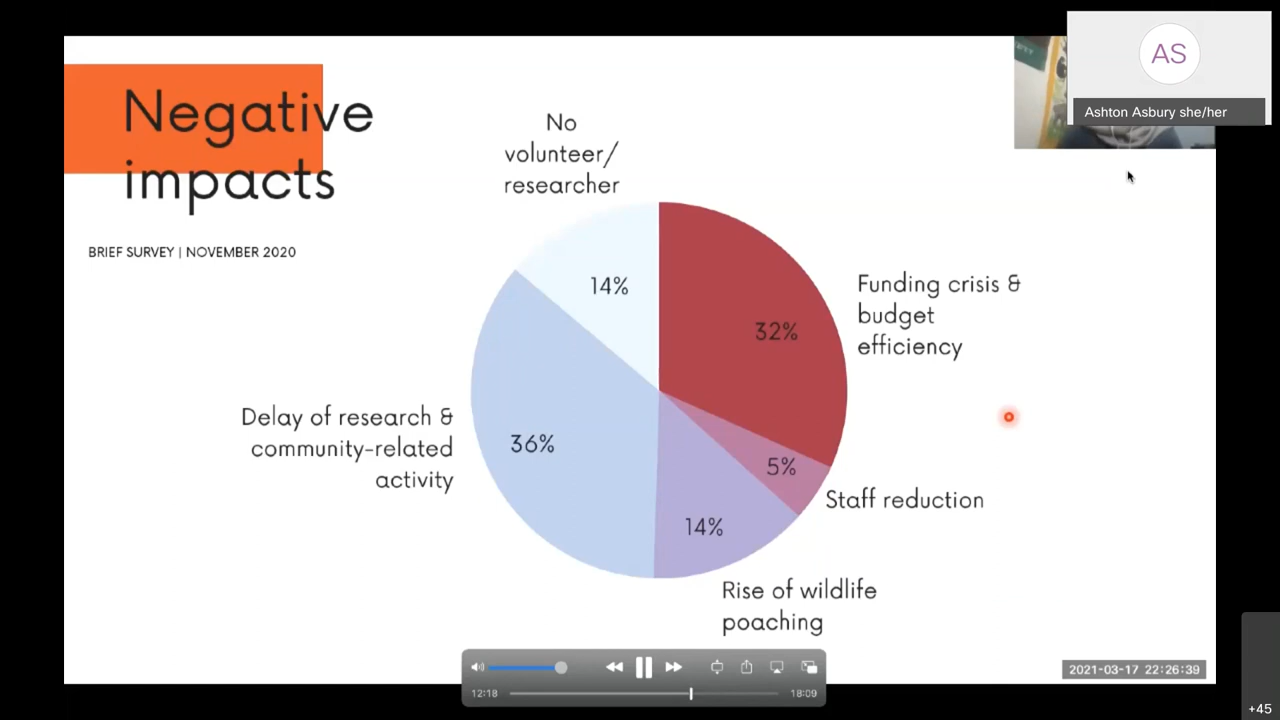 AS
Ashton Asbury she/her
Negative
impacts
BRIEF SURVEY | NOVEMBER 2020
No
volunteer/
researcher
14%
32%
Funding crisis &
budget
efficiency
Delay of research &
community-related
activity
36%
5%
Staff reduction
14%
Rise of wildlife
poaching
12:18
18:09
2021-03-17 22:26:39
+45